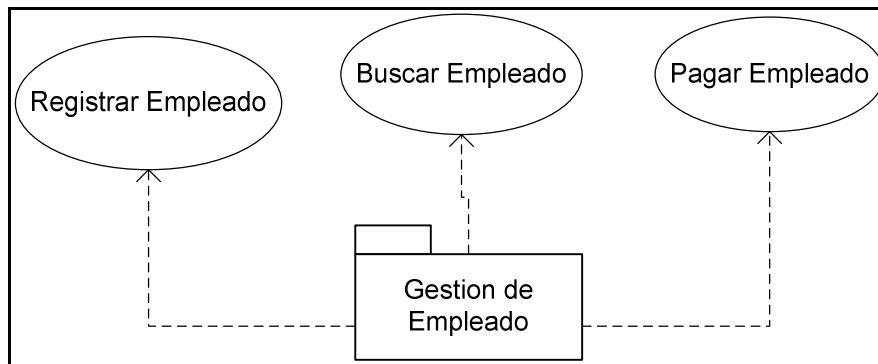 Registrar Empleado
Buscar Empleado
Pagar Empleado
Gestion de
Empleado